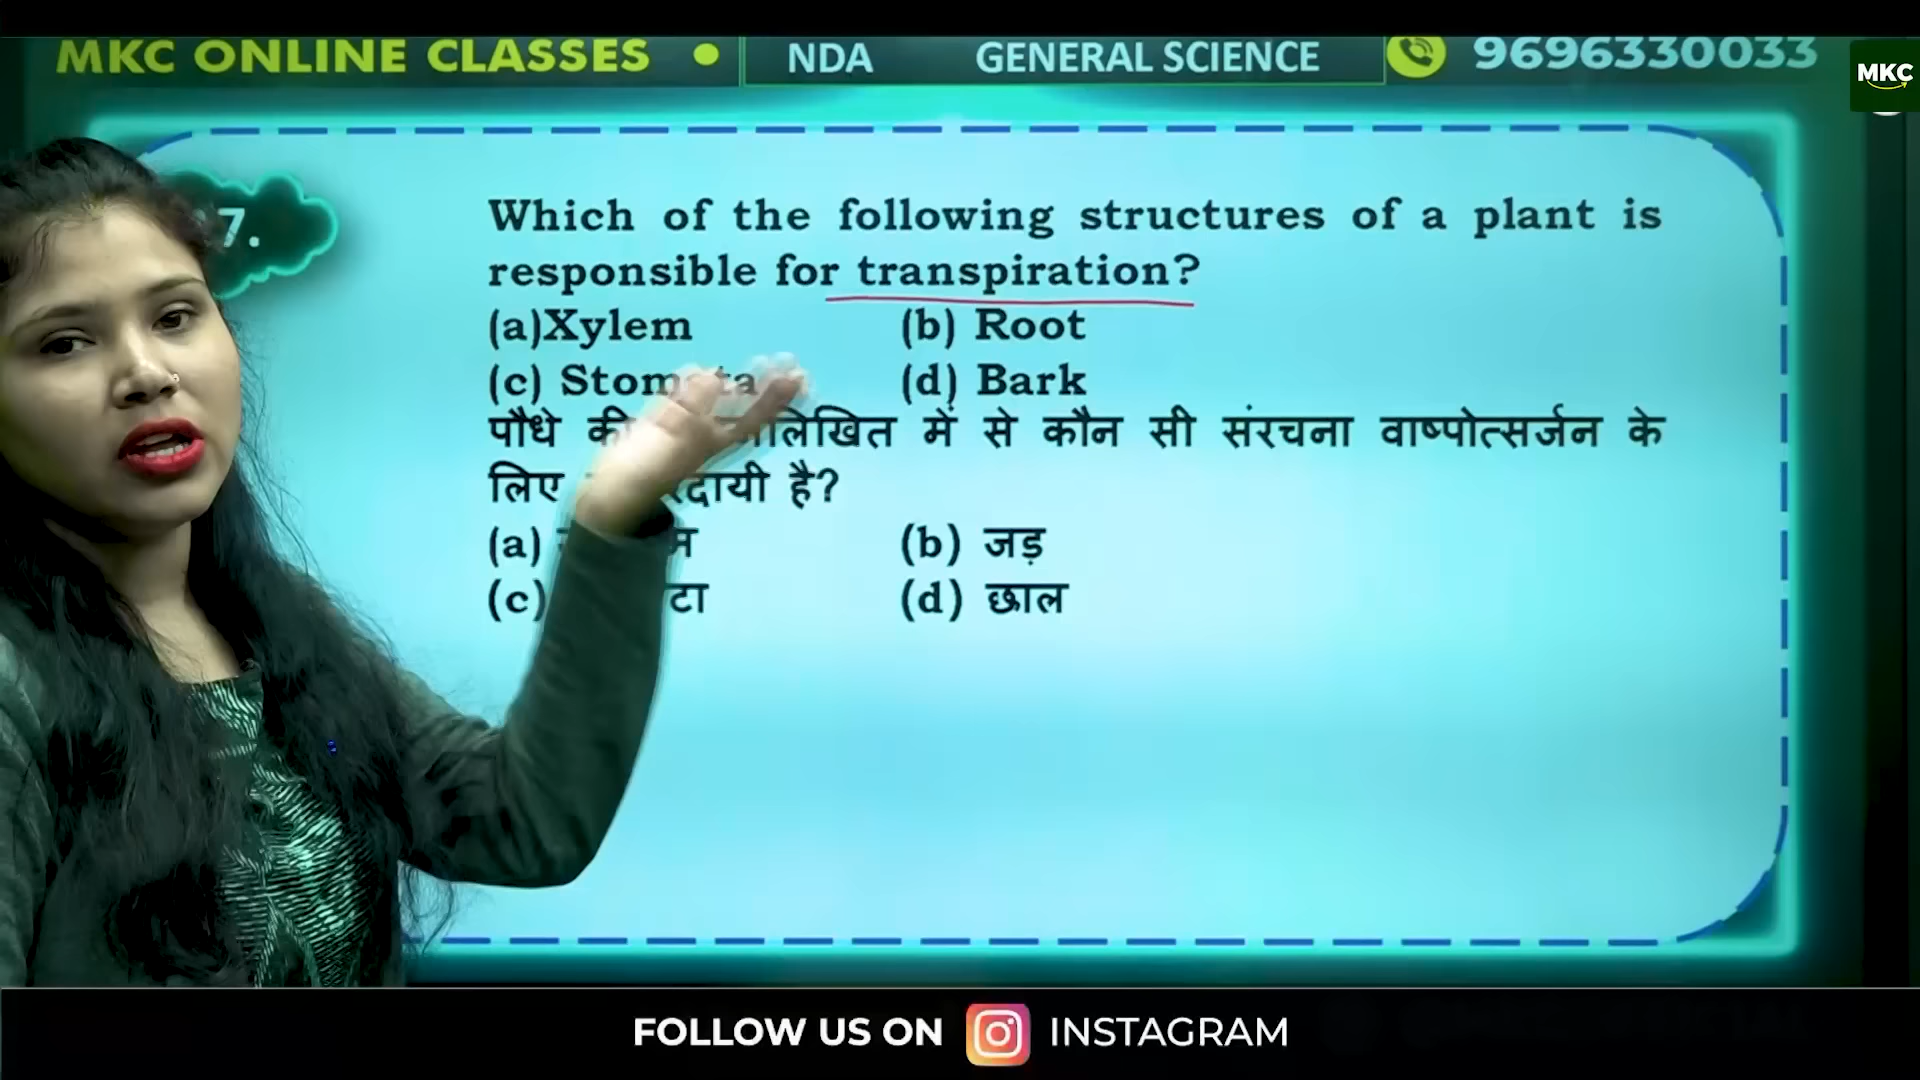 MKC ONLINE CLASSES • NDA GENERAL SCIENCE 9696330033
MKC
7.
Which of the following structures of a plant is
responsible for transpiration?
(a)Xylem (b) Root
(c) (d) Bark
पौधे में से कौन सी संरचना वाष्पोत्सर्जन के
लिए है?
(a) (b) जड़
(c) (d) छाल
FOLLOW US ON INSTAGRAM